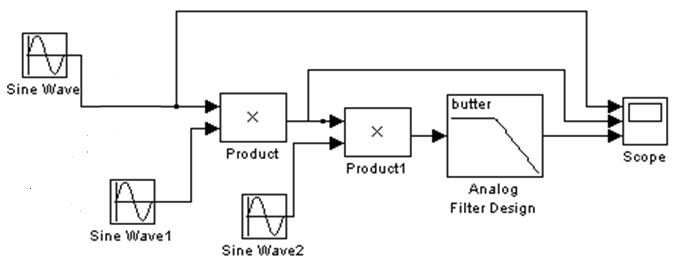 Sine Wave
butter
Product
Product1
Scope
Analog
Filter Design
Sine Wave1
Sine Wave2